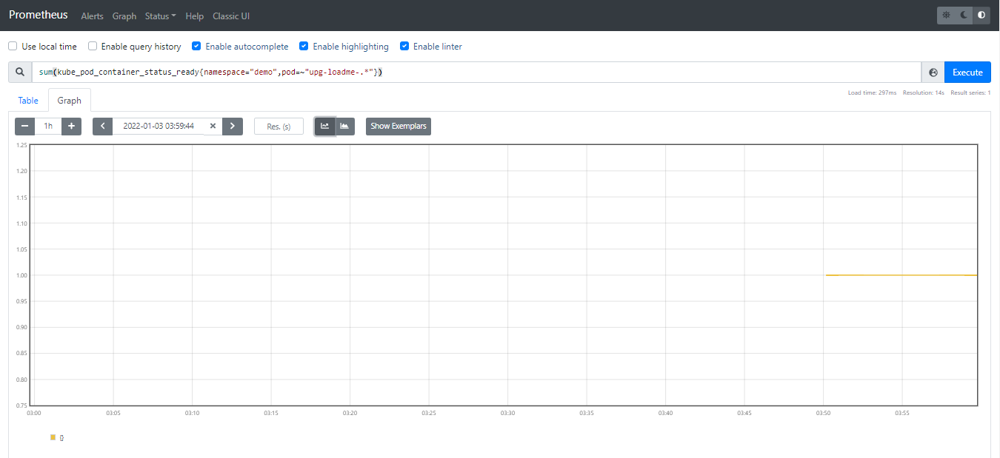 Prometheus Alerts Graph Status Help Classic UI
Use local time Enable query history Enable autocomplete Enable highlighting Enable linter
sum(kube_pod_container_status_ready{namespace="demo",pod=~"upg-loadme-.*"}) Execute
Load time: 297ms Resolution: 14s Result series: 1
Table Graph
1h 2022-01-03 03:59:44 Res. (s) Show Exemplars
1.25
1.20
1.15
1.10
1.05
1.00
0.95
0.90
0.85
0.80
0.75
03:00 03:05 03:10 03:15 03:20 03:25 03:30 03:35 03:40 03:45 03:50 03:55
{}